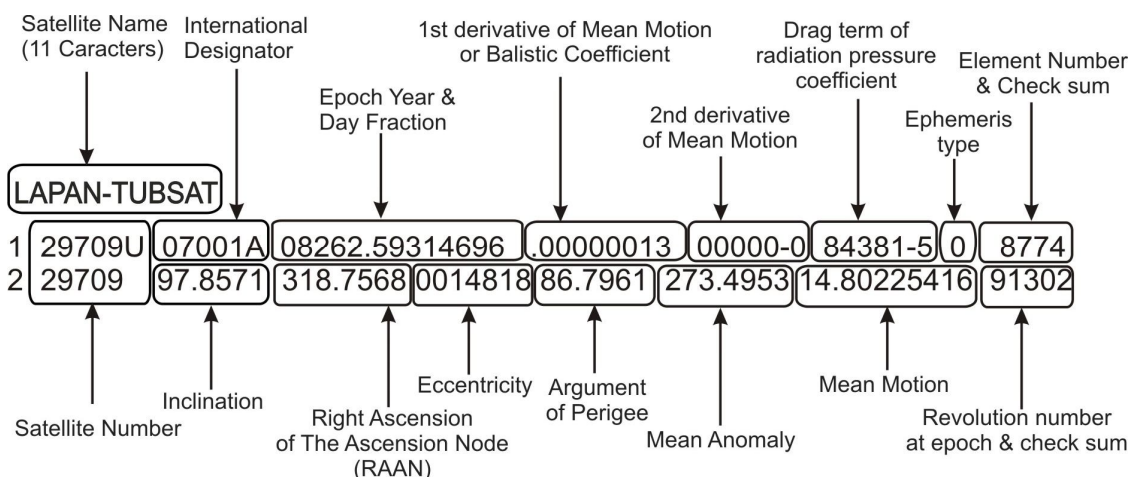 Satellite Name
(11 Caracters)
International
Designator
Epoch Year &
Day Fraction
1st derivative of Mean Motion
or Balistic Coefficient
2nd derivative
of Mean Motion
Drag term of
radiation pressure
coefficient
Ephemeris
type
Element Number
& Check sum
LAPAN-TUBSAT
1 29709U 07001A 08262.59314696 .00000013 00000-0 84381-5 0 8774
2 29709 97.8571 318.7568 0014818 86.7961 273.4953 14.80225416 91302
Satellite Number
Inclination
Right Ascension
of The Ascension Node
(RAAN)
Eccentricity
Argument
of Perigee
Mean Anomaly
Mean Motion
Revolution number
at epoch & check sum